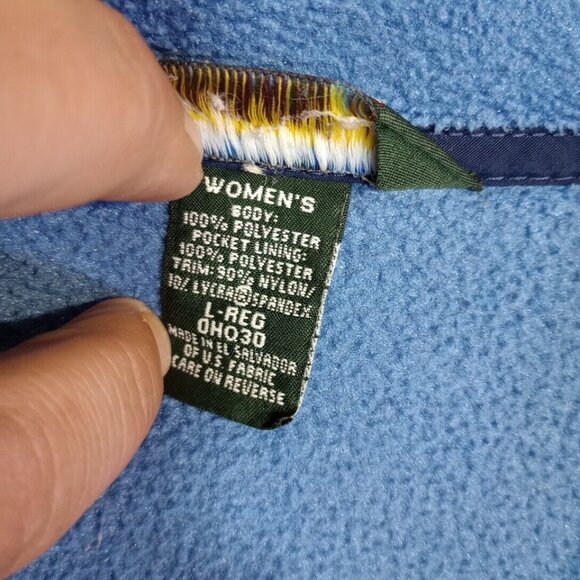 WOMEN'S
BODY:
100% POLYESTER
POCKET LINING:
100% POLYESTER
TRIM: 90% NYLON/
10% LYCRA® SPANDEX
L-REG
OHQ3D
MADE IN EL SALVADOR
OF U.S. FABRIC
CARE ON REVERSE